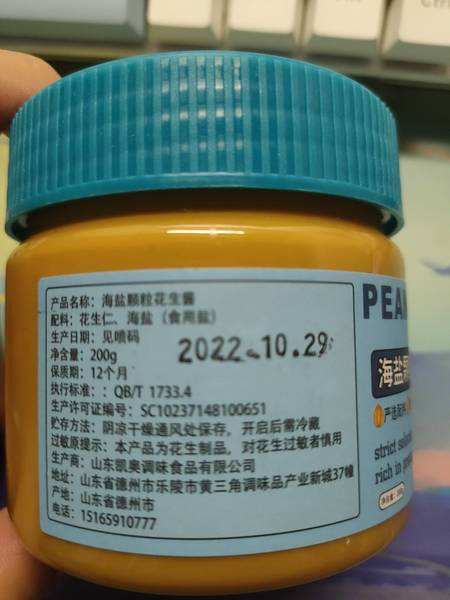 产品名称：海盐颗粒花生酱
配料：花生仁、海盐（食用盐）
生产日期：见喷码
2022.10.29
净含量：200g
保质期：12个月
执行标准：：QB/T 1733.4
生产许可证编号：SC10237148100651
贮存方法：阴凉干燥通风处保存，开启后需冷藏
过敏原提示：本产品为花生制品，对花生过敏者慎用
生产商：山东凯奥调味食品有限公司
地址：山东省德州市乐陵市黄三角调味品产业新城37幢
产地：山东省德州市
电话：15165910777
PEA
海盐
严选配料
strict sele
rich in
Ctrl